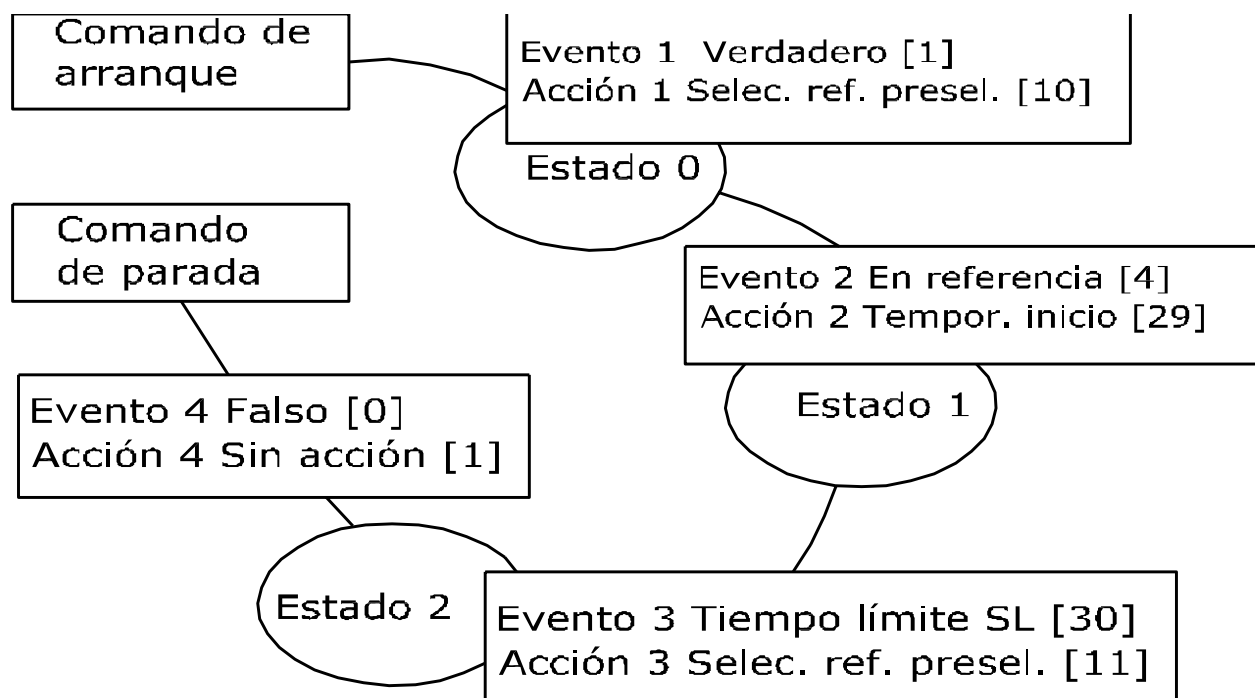 Comando de
arranque
Evento 1 Verdadero [1]
Acción 1 Selec. ref. presel. [10]
Estado 0
Comando
de parada
Evento 2 En referencia [4]
Acción 2 Tempor. inicio [29]
Estado 1
Evento 4 Falso [0]
Acción 4 Sin acción [1]
Estado 2
Evento 3 Tiempo límite SL [30]
Acción 3 Selec. ref. presel. [11]